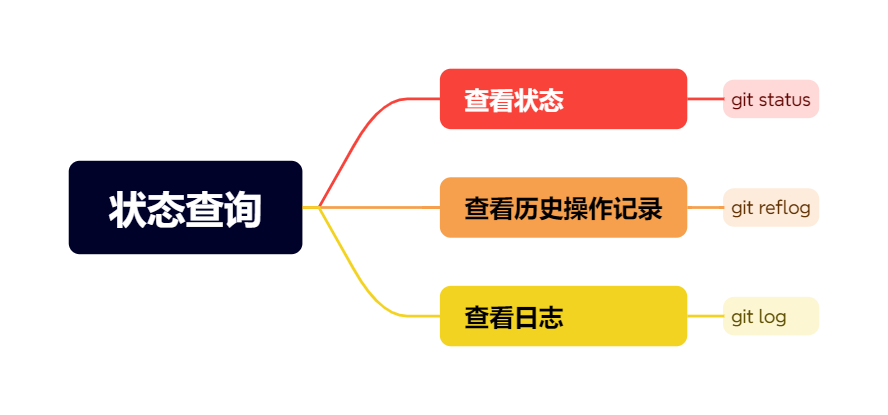 状态查询
查看状态
git status
查看历史操作记录
git reflog
查看日志
git log